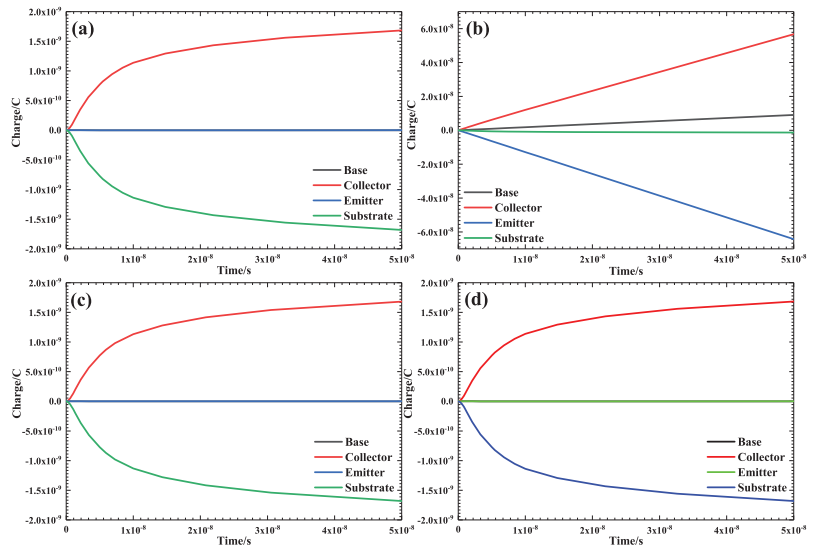 (a)
Charge/C
2.0x10⁻⁹
1.5x10⁻⁹
1.0x10⁻⁹
5.0x10⁻¹⁰
0.0
-5.0x10⁻¹⁰
-1.0x10⁻⁹
-1.5x10⁻⁹
-2.0x10⁻⁹
Base
Collector
Emitter
Substrate
0 1x10⁻⁸ 2x10⁻⁸ 3x10⁻⁸ 4x10⁻⁸ 5x10⁻⁸
Time/s
(b)
Charge/C
6.0x10⁻⁸
4.0x10⁻⁸
2.0x10⁻⁸
0.0
-2.0x10⁻⁸
-4.0x10⁻⁸
-6.0x10⁻⁸
Base
Collector
Emitter
Substrate
0 1x10⁻⁸ 2x10⁻⁸ 3x10⁻⁸ 4x10⁻⁸ 5x10⁻⁸
Time/s
(c)
Charge/C
2.0x10⁻⁹
1.5x10⁻⁹
1.0x10⁻⁹
5.0x10⁻¹⁰
0.0
-5.0x10⁻¹⁰
-1.0x10⁻⁹
-1.5x10⁻⁹
-2.0x10⁻⁹
Base
Collector
Emitter
Substrate
0 1x10⁻⁸ 2x10⁻⁸ 3x10⁻⁸ 4x10⁻⁸ 5x10⁻⁸
Time/s
(d)
Charge/C
2.0x10⁻⁹
1.5x10⁻⁹
1.0x10⁻⁹
5.0x10⁻¹⁰
0.0
-5.0x10⁻¹⁰
-1.0x10⁻⁹
-1.5x10⁻⁹
-2.0x10⁻⁹
Base
Collector
Emitter
Substrate
0 1x10⁻⁸ 2x10⁻⁸ 3x10⁻⁸ 4x10⁻⁸ 5x10⁻⁸
Time/s